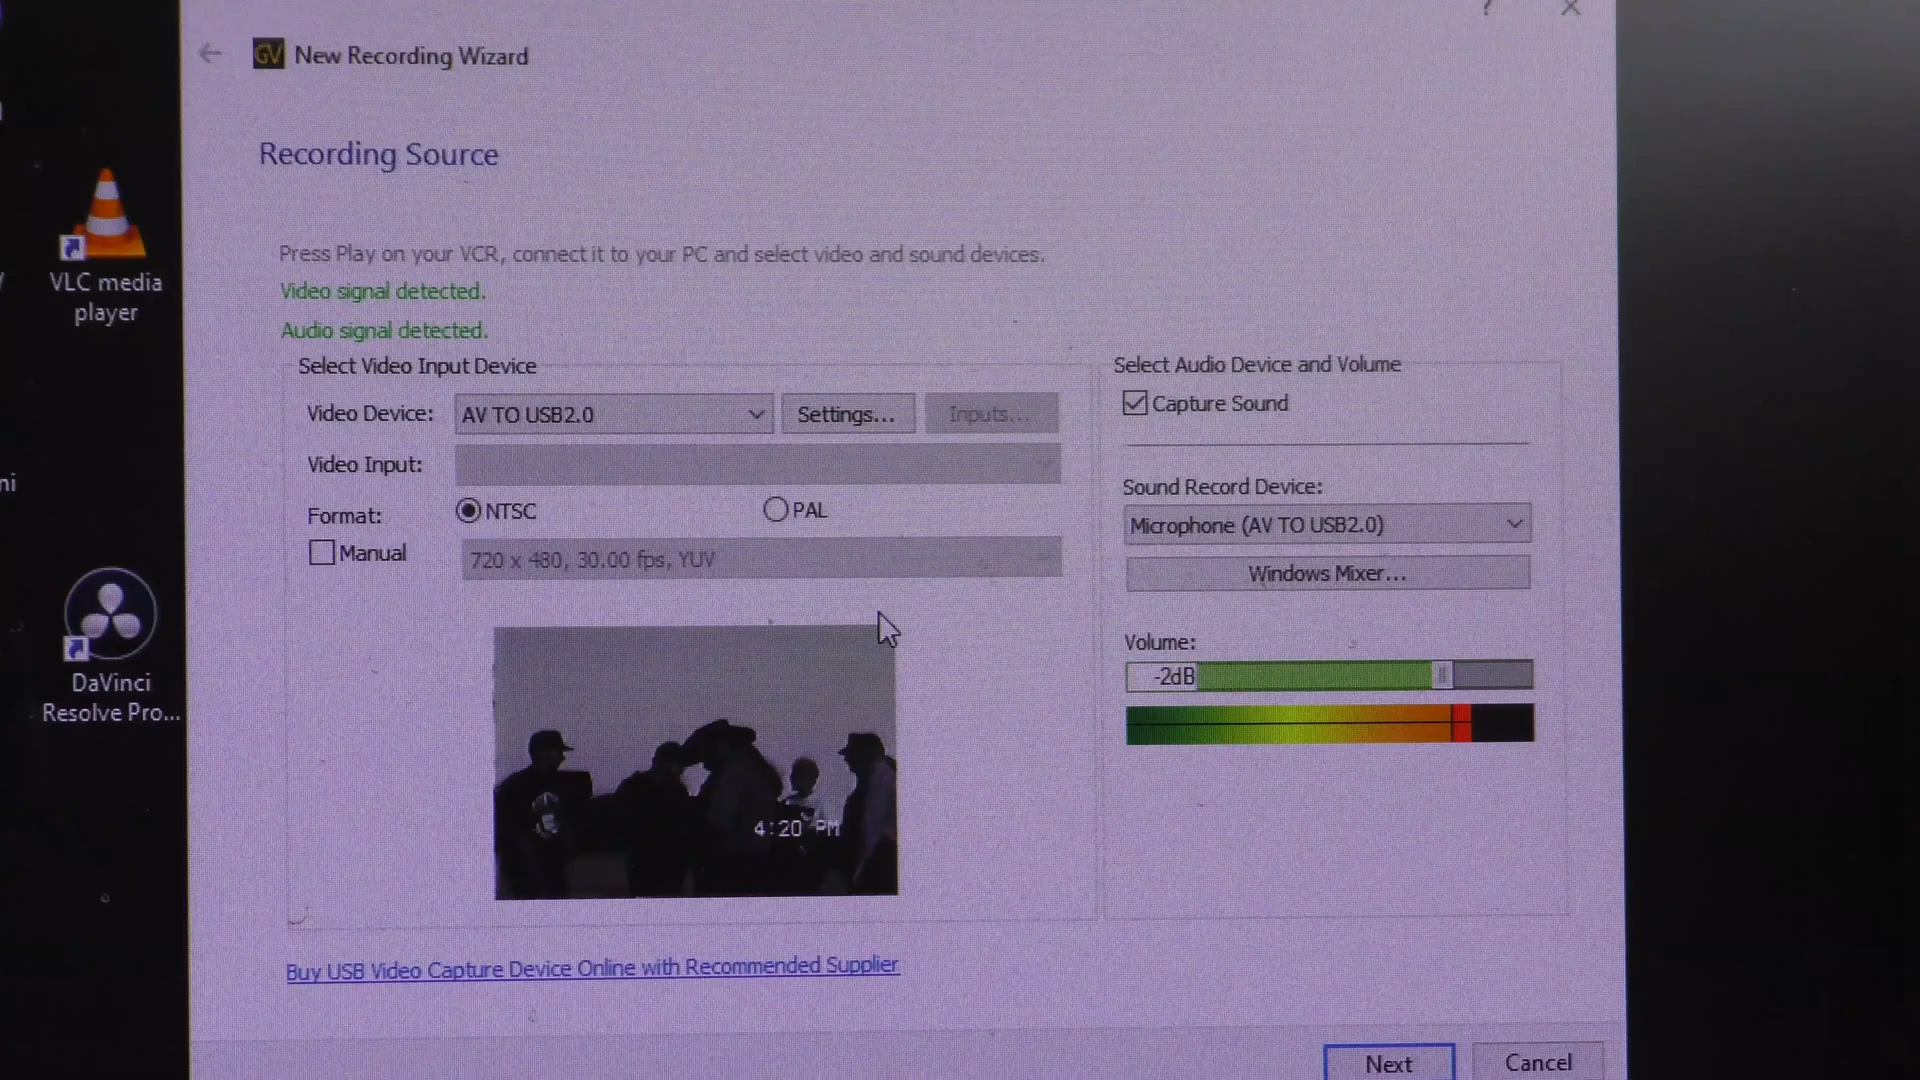 ?
GV New Recording Wizard
Recording Source
Press Play on your VCR, connect it to your PC and select video and sound devices.
Video signal detected.
Audio signal detected.
Select Video Input Device
Video Device: AV TO USB2.0 Settings... Inputs...
Video Input:
Format: NTSC PAL
Manual 720 x 480, 30.00 fps, YUV
4:20 PM
Select Audio Device and Volume
Capture Sound
Sound Record Device:
Microphone (AV TO USB2.0)
Windows Mixer...
Volume:
-2dB
Buy USB Video Capture Device Online with Recommended Supplier
Next Cancel
VLC media
player
ni
DaVinci
Resolve Pro...